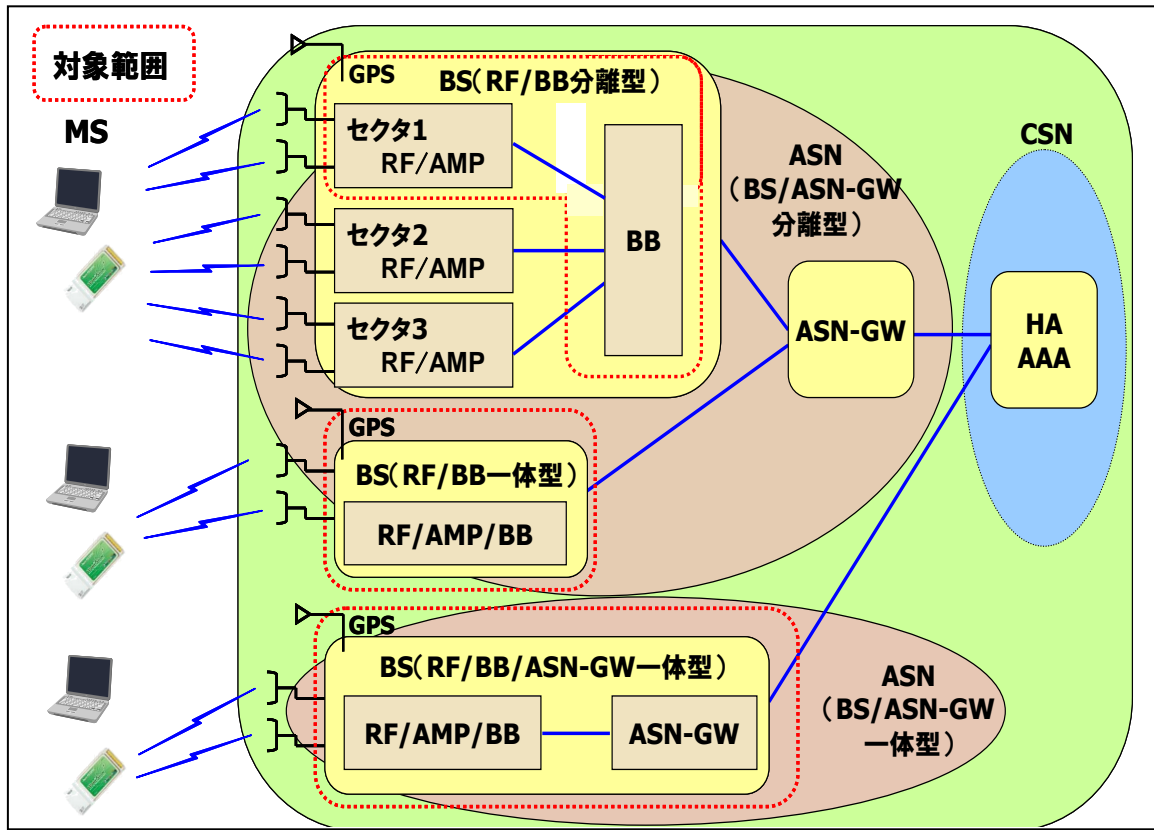 対象範囲
MS
GPS
BS(RF/BB分離型)
セクタ1
RF/AMP
セクタ2
RF/AMP
セクタ3
RF/AMP
BB
ASN
(BS/ASN-GW
分離型)
ASN-GW
CSN
HA
AAA
GPS
BS(RF/BB一体型)
RF/AMP/BB
GPS
BS(RF/BB/ASN-GW一体型)
RF/AMP/BB
ASN-GW
ASN
(BS/ASN-GW
一体型)